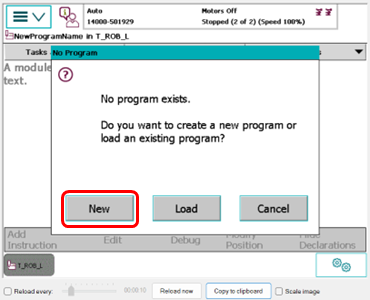 Auto
14000-501929
Motors Off
Stopped (2 of 2) (Speed 100%)
NewProgramName in T_ROB_L
Tasks
No Program
A module
text.
No program exists.
Do you want to create a new program or
load an existing program?
New
Load
Cancel
Add
Instruction
Edit
Debug
Modify
Position
Hide
Declarations
T_ROB_L
Reload every:
00:00:10
Reload now
Copy to clipboard
Scale image